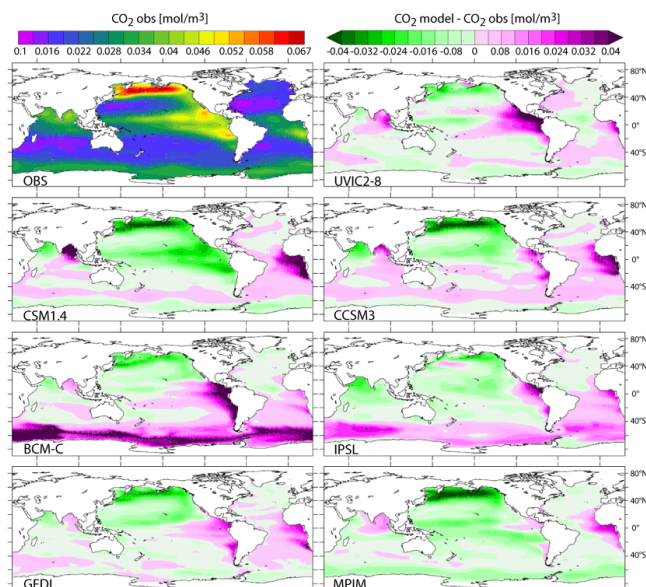 CO2 obs [mol/m3] CO2 model - CO2 obs [mol/m3]
0.1 0.016 0.022 0.028 0.034 0.04 0.046 0.052 0.058 0.067 -0.04 -0.032 -0.024 -0.016 -0.08 0 0.08 0.016 0.024 0.032 0.04
80°N
40°N
0°
40°S
OBS UVIC2-8
80°N
40°N
0°
40°S
CSM1.4 CCSM3
80°N
40°N
0°
40°S
BCM-C IPSL
80°N
40°N
0°
40°S
GFDL MPIM